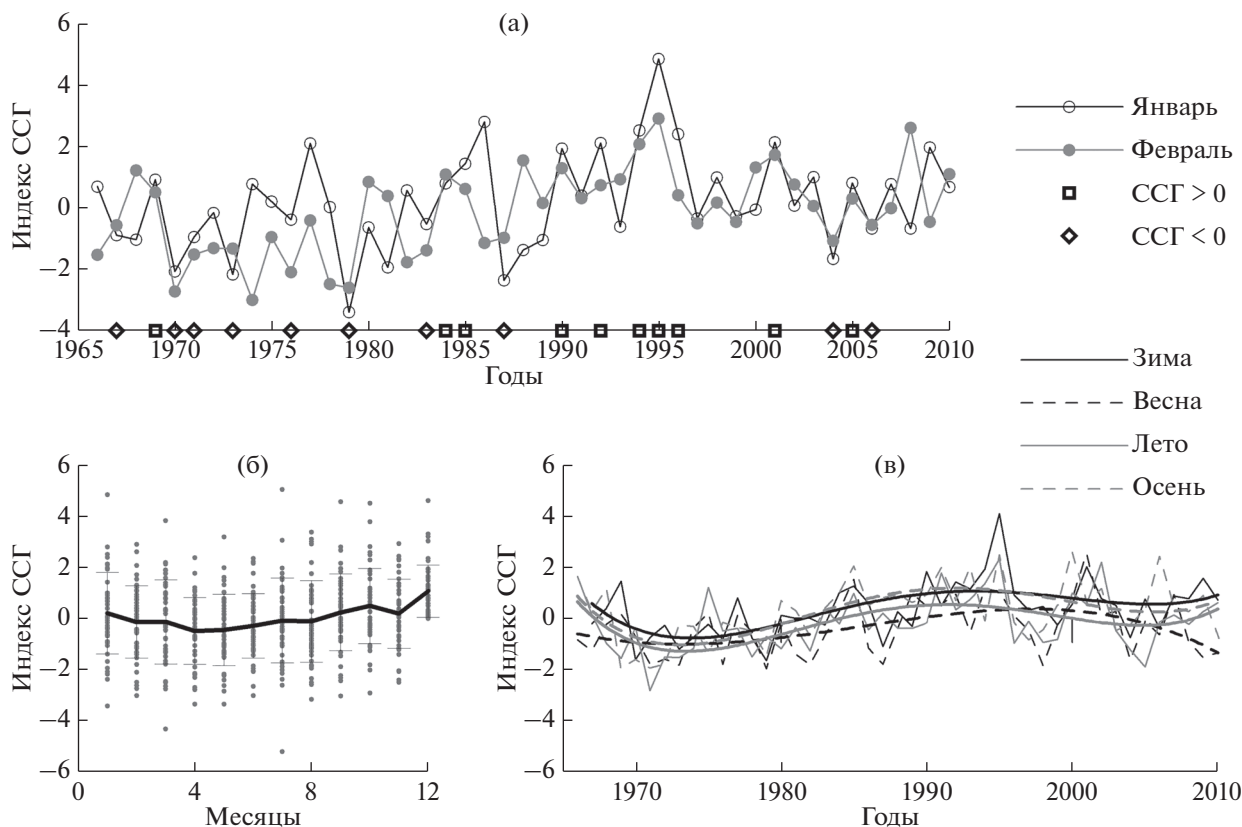 (а)
6
4
2
0
−2
−4
Индекс ССГ
1965 1970 1975 1980 1985 1990 1995 2000 2005 2010
Годы
Январь
Февраль
ССГ > 0
ССГ < 0
Зима
Весна
Лето
Осень
(б)
6
4
2
0
−2
−4
−6
Индекс ССГ
0 4 8 12
Месяцы
(в)
6
4
2
0
−2
−4
−6
Индекс ССГ
1970 1980 1990 2000 2010
Годы